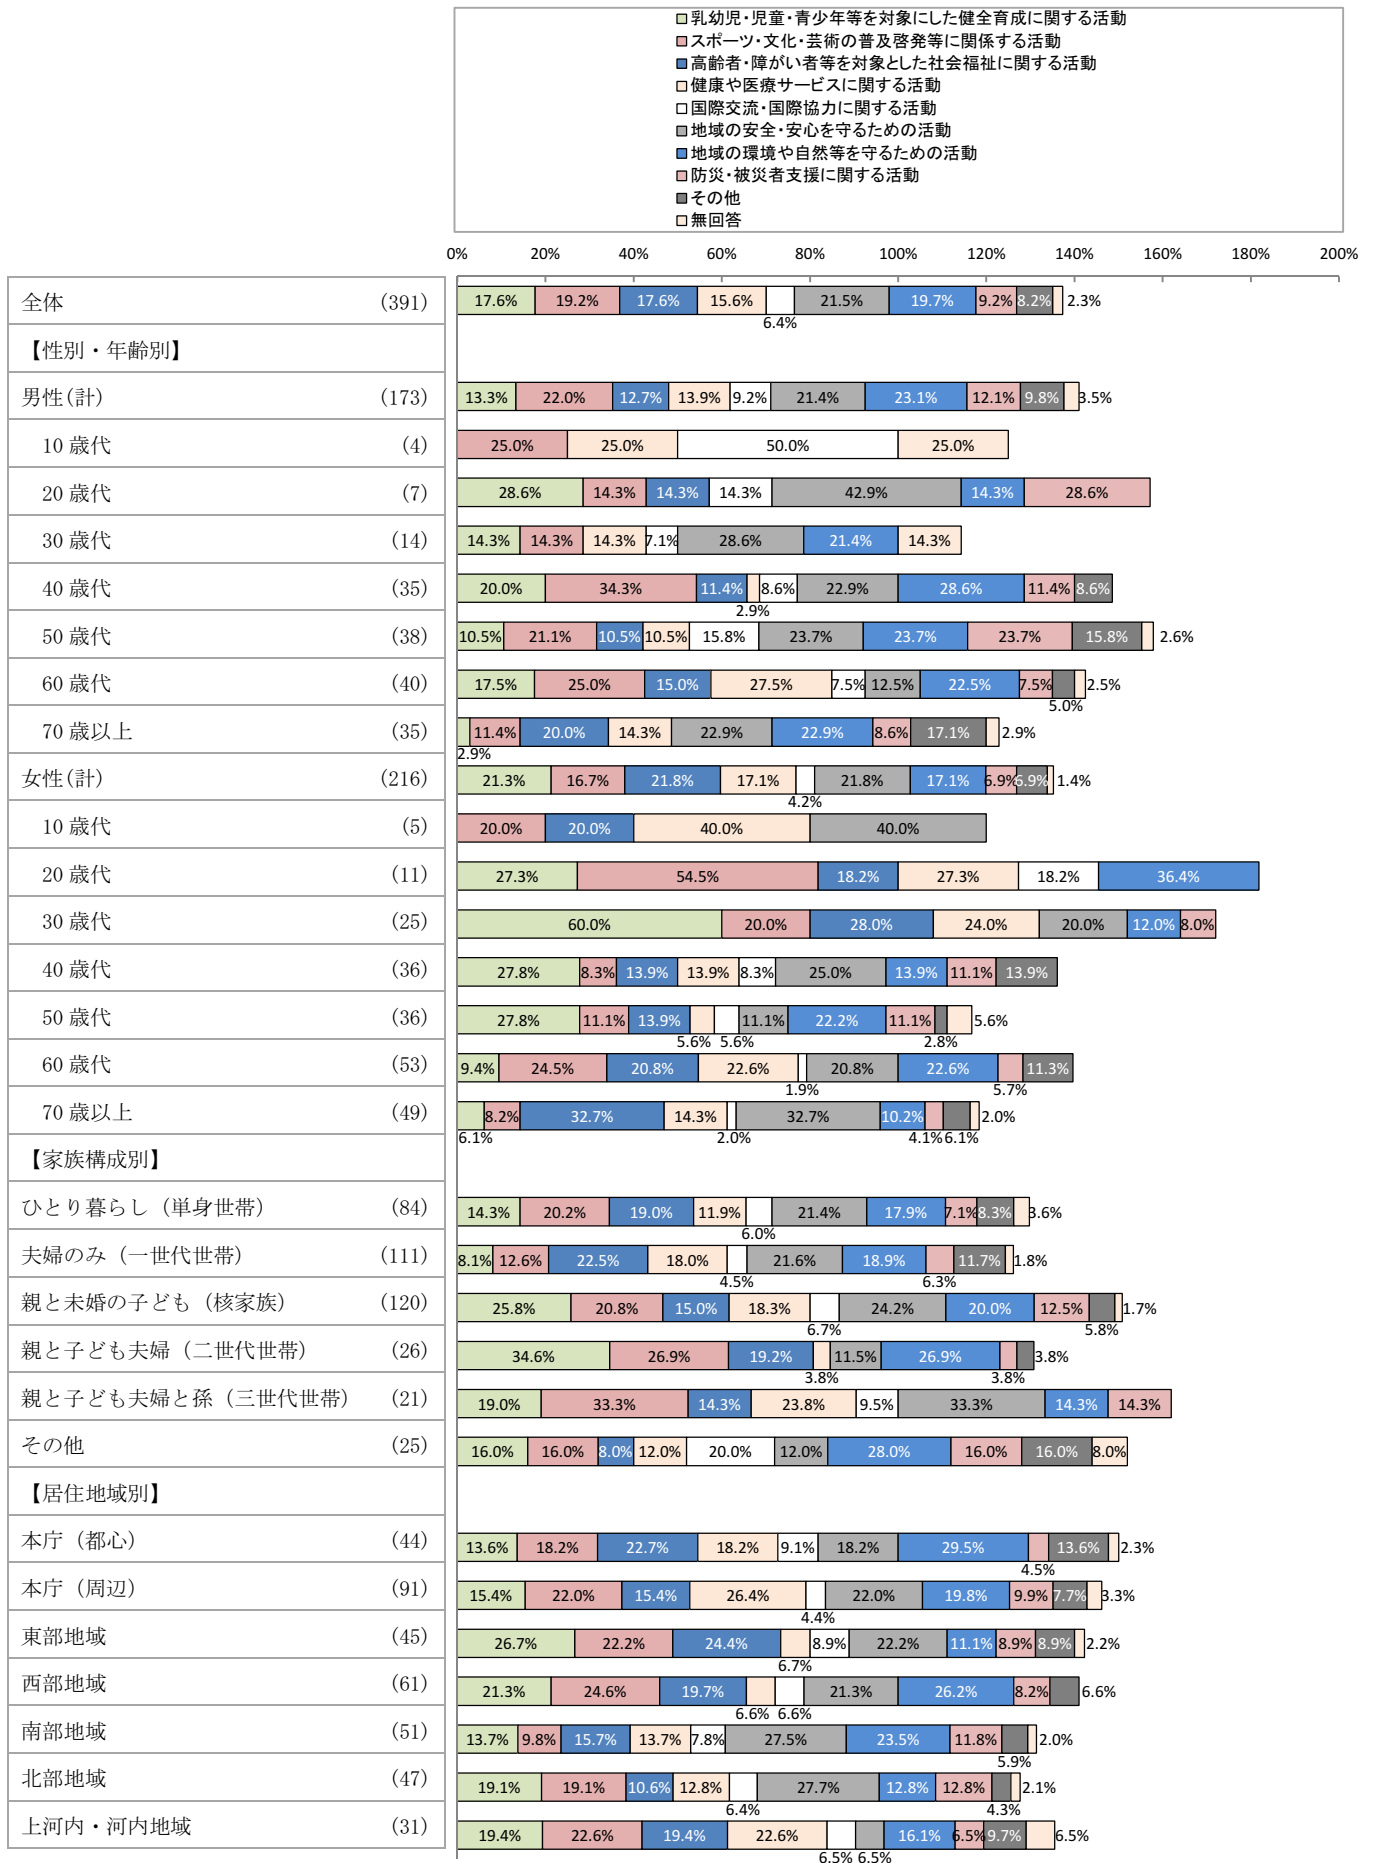 乳幼児・児童・青少年等を対象にした健全育成に関する活動
スポーツ・文化・芸術の普及啓発等に関係する活動
高齢者・障がい者等を対象とした社会福祉に関する活動
健康や医療サービスに関する活動
国際交流・国際協力に関する活動
地域の安全・安心を守るための活動
地域の環境や自然等を守るための活動
防災・被災者支援に関する活動
その他
無回答
0% 20% 40% 60% 80% 100% 120% 140% 160% 180% 200%
全体 (391) 17.6% 19.2% 17.6% 15.6% 21.5% 19.7% 9.2% 8.2% 2.3%
6.4%
【性別・年齢別】
男性(計) (173) 13.3% 22.0% 12.7% 13.9% 9.2% 21.4% 23.1% 12.1% 9.8% 3.5%
10 歳代 (4) 25.0% 25.0% 50.0% 25.0%
20 歳代 (7) 28.6% 14.3% 14.3% 14.3% 42.9% 14.3% 28.6%
30 歳代 (14) 14.3% 14.3% 14.3% 7.1% 28.6% 21.4% 14.3%
40 歳代 (35) 20.0% 34.3% 11.4% 8.6% 22.9% 28.6% 11.4% 8.6%
2.9%
50 歳代 (38) 10.5% 21.1% 10.5% 10.5% 15.8% 23.7% 23.7% 23.7% 15.8% 2.6%
60 歳代 (40) 17.5% 25.0% 15.0% 27.5% 7.5% 12.5% 22.5% 7.5% 2.5%
5.0%
70 歳以上 (35) 11.4% 20.0% 14.3% 22.9% 22.9% 8.6% 17.1% 2.9%
2.9%
女性(計) (216) 21.3% 16.7% 21.8% 17.1% 21.8% 17.1% 6.9% 6.9% 1.4%
4.2%
10 歳代 (5) 20.0% 20.0% 40.0% 40.0%
20 歳代 (11) 27.3% 54.5% 18.2% 27.3% 18.2% 36.4%
30 歳代 (25) 60.0% 20.0% 28.0% 24.0% 20.0% 12.0% 8.0%
40 歳代 (36) 27.8% 8.3% 13.9% 13.9% 8.3% 25.0% 13.9% 11.1% 13.9%
50 歳代 (36) 27.8% 11.1% 13.9% 11.1% 22.2% 11.1% 5.6%
5.6% 5.6% 2.8%
60 歳代 (53) 9.4% 24.5% 20.8% 22.6% 20.8% 22.6% 11.3%
1.9% 5.7%
70 歳以上 (49) 8.2% 32.7% 14.3% 32.7% 10.2% 2.0%
6.1% 2.0% 4.1% 6.1%
【家族構成別】
ひとり暮らし（単身世帯） (84) 14.3% 20.2% 19.0% 11.9% 21.4% 17.9% 7.1% 8.3% 3.6%
6.0%
夫婦のみ（一世代世帯） (111) 8.1% 12.6% 22.5% 18.0% 21.6% 18.9% 11.7% 1.8%
4.5% 6.3%
親と未婚の子ども（核家族） (120) 25.8% 20.8% 15.0% 18.3% 24.2% 20.0% 12.5% 1.7%
6.7% 5.8%
親と子ども夫婦（二世代世帯） (26) 34.6% 26.9% 19.2% 11.5% 26.9% 3.8%
3.8% 3.8%
親と子ども夫婦と孫（三世代世帯） (21) 19.0% 33.3% 14.3% 23.8% 9.5% 33.3% 14.3% 14.3%
その他 (25) 16.0% 16.0% 8.0% 12.0% 20.0% 12.0% 28.0% 16.0% 16.0% 8.0%
【居住地域別】
本庁（都心） (44) 13.6% 18.2% 22.7% 18.2% 9.1% 18.2% 29.5% 13.6% 2.3%
4.5%
本庁（周辺） (91) 15.4% 22.0% 15.4% 26.4% 22.0% 19.8% 9.9% 7.7% 3.3%
4.4%
東部地域 (45) 26.7% 22.2% 24.4% 8.9% 22.2% 11.1% 8.9% 8.9% 2.2%
6.7%
西部地域 (61) 21.3% 24.6% 19.7% 21.3% 26.2% 8.2% 6.6%
6.6% 6.6%
南部地域 (51) 13.7% 9.8% 15.7% 13.7% 7.8% 27.5% 23.5% 11.8% 2.0%
5.9%
北部地域 (47) 19.1% 19.1% 10.6% 12.8% 27.7% 12.8% 12.8% 2.1%
6.4% 4.3%
上河内・河内地域 (31) 19.4% 22.6% 19.4% 22.6% 16.1% 6.5% 9.7% 6.5%
6.5% 6.5%